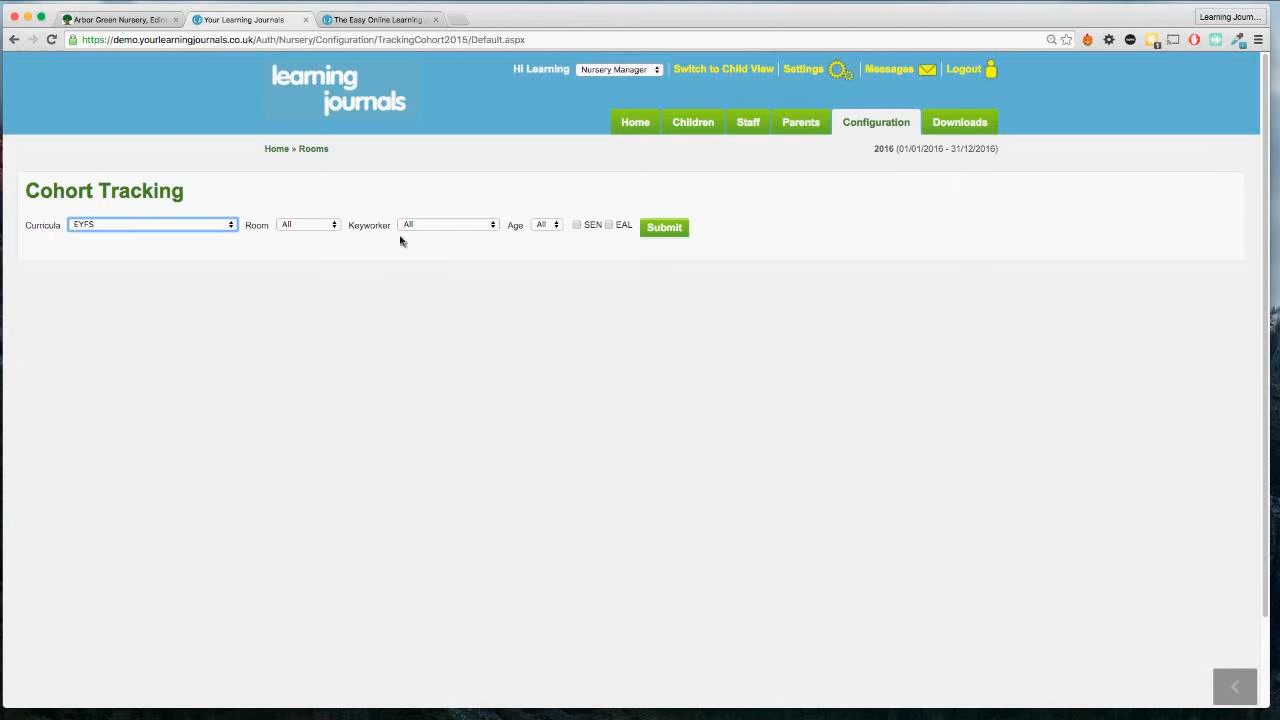 Arbor Green Nursery, Edin
Your Learning Journals
The Easy Online Learning J
Learning Journ...
https://demo.yourlearningjournals.co.uk/Auth/Nursery/Configuration/TrackingCohort2015/Default.aspx
learning
journals
Hi Learning Nursery Manager Switch to Child View Settings Messages Logout
Home Children Staff Parents Configuration Downloads
Home » Rooms
2016 (01/01/2016 - 31/12/2016)
Cohort Tracking
Curricula EYFS Room All Keyworker All Age All SEN EAL Submit